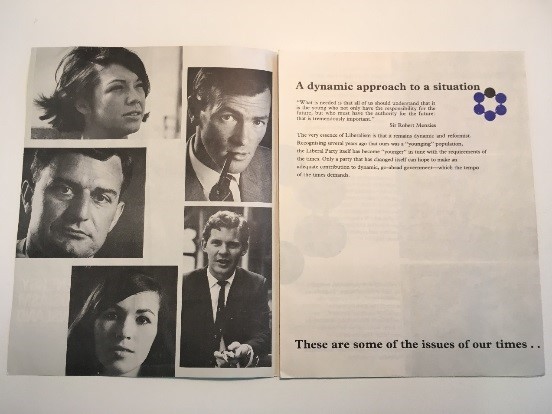 A dynamic approach to a situation
"What is needed is that all of us should understand that it
is the young who not only have the responsibility for the
future, but who must have the authority for the future:
that is tremendously important."
Sir Robert Menzies
The very essence of Liberalism is that it remains dynamic and reformist.
Recognising several years ago that ours was a "younging" population,
the Liberal Party itself has become "younger" in time with the requirements of
the times. Only a party that has changed itself can hope to make an
adequate contribution to dynamic, go-ahead government—which the tempo
of the times demands.
These are some of the issues of our times . .